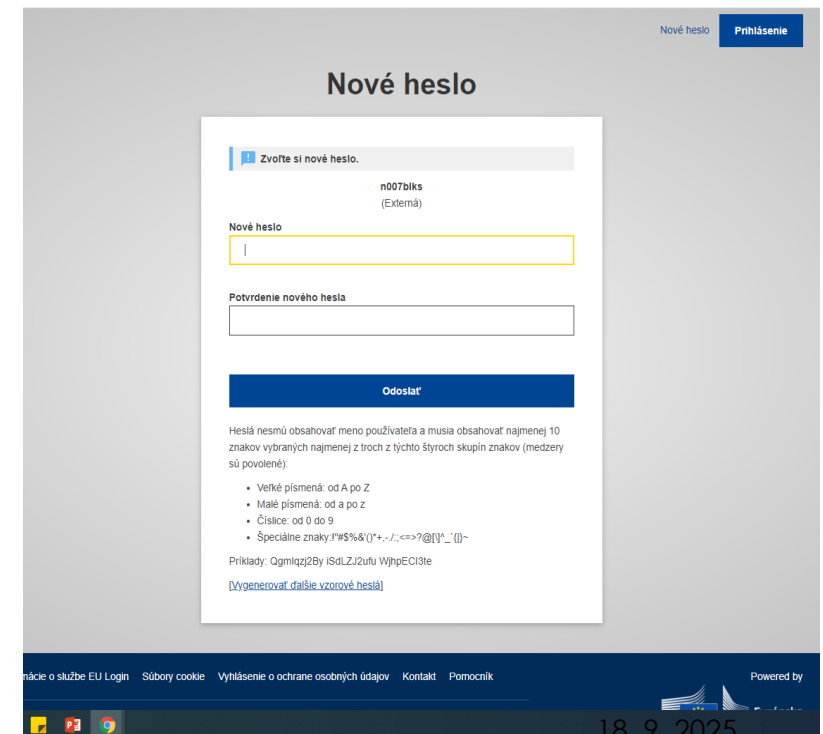 Nové heslo Prihlásenie
Nové heslo
! Zvoľte si nové heslo.
n007blks
(Externá)
Nové heslo
Potvrdenie nového hesla
Odoslať
Heslá nesmú obsahovať meno používateľa a musia obsahovať najmenej 10
znakov vybraných najmenej z troch z týchto štyroch skupín znakov (medzery
sú povolené):
• Veľké písmená: od A po Z
• Malé písmená: od a po z
• Číslice: od 0 do 9
• Špeciálne znaky:!"#$%&'()*+,-./:;<=>?@[\]^_`{|}~
Príklady: QgmIqzj2By iSdLZJ2ufu WjhpECI3te
[Vygenerovať ďalšie vzorové heslá]
mácie o službe EU Login Súbory cookie Vyhlásenie o ochrane osobných údajov Kontakt Pomocník Powered by
18. 9. 2025